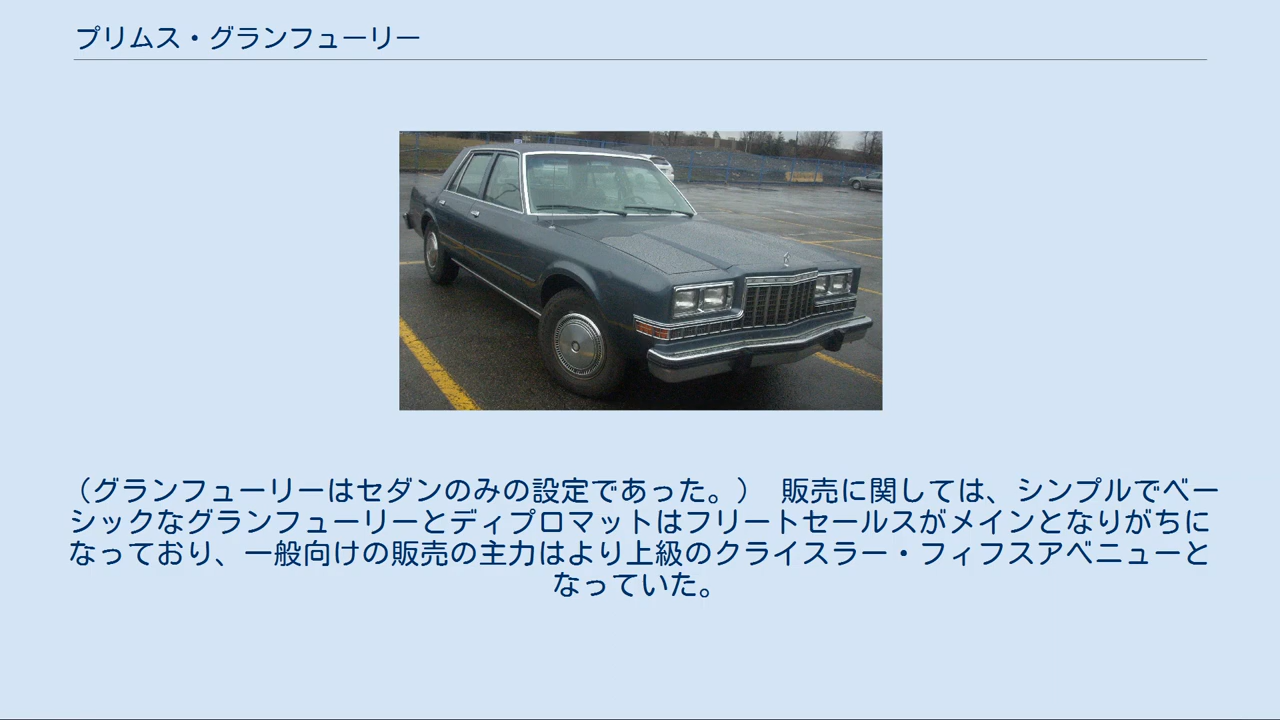 プリムス・グランフューリー
（グランフューリーはセダンのみの設定であった。） 販売に関しては、シンプルでベー
シックなグランフューリーとディプロマットはフリートセールスがメインとなりがちに
なっており、一般向けの販売の主力はより上級のクライスラー・フィフスアベニューと
なっていた。